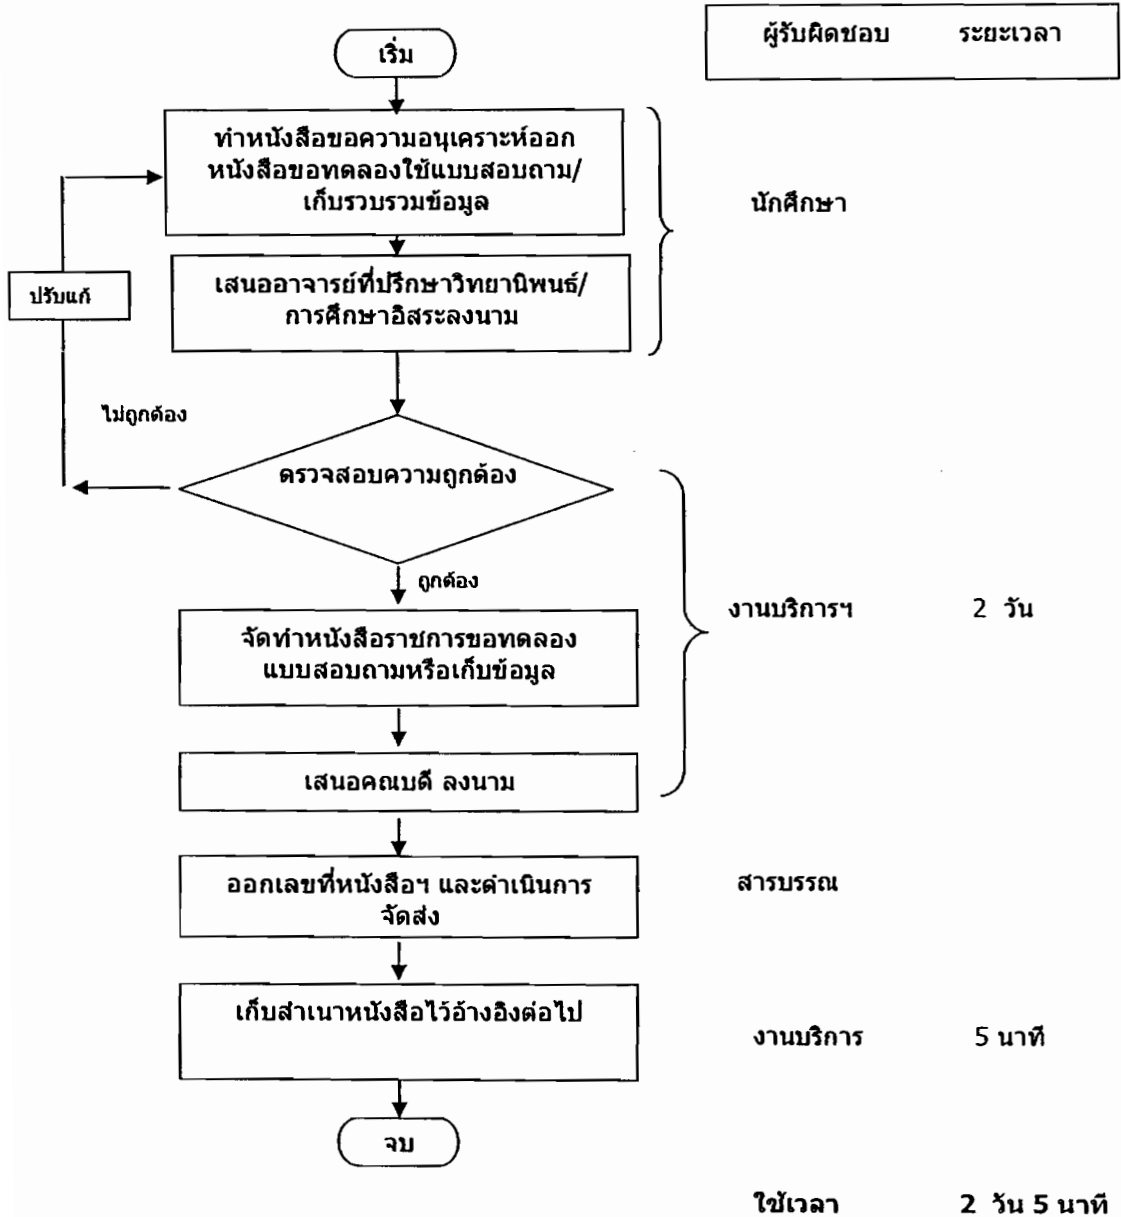 ผู้รับผิดชอบ ระยะเวลา
เริ่ม
ทำหนังสือขอความอนุเคราะห์ออก
หนังสือขอทดลองใช้แบบสอบถาม/
เก็บรวบรวมข้อมูล
นักศึกษา
เสนออาจารย์ที่ปรึกษาวิทยานิพนธ์/
การศึกษาอิสระลงนาม
ปรับแก้
ไม่ถูกต้อง
ตรวจสอบความถูกต้อง
ถูกต้อง
งานบริการฯ 2 วัน
จัดทำหนังสือราชการขอทดลอง
แบบสอบถามหรือเก็บข้อมูล
เสนอคณบดี ลงนาม
ออกเลขที่หนังสือฯ และดำเนินการ
จัดส่ง
สารบรรณ
เก็บสำเนาหนังสือไว้อ้างอิงต่อไป
งานบริการ 5 นาที
จบ
ใช้เวลา 2 วัน 5 นาที